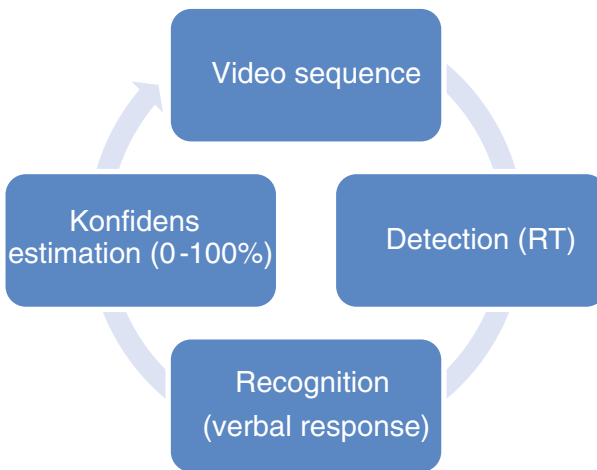 Video sequence
Detection (RT)
Recognition
(verbal response)
Konfidens
estimation (0-100%)